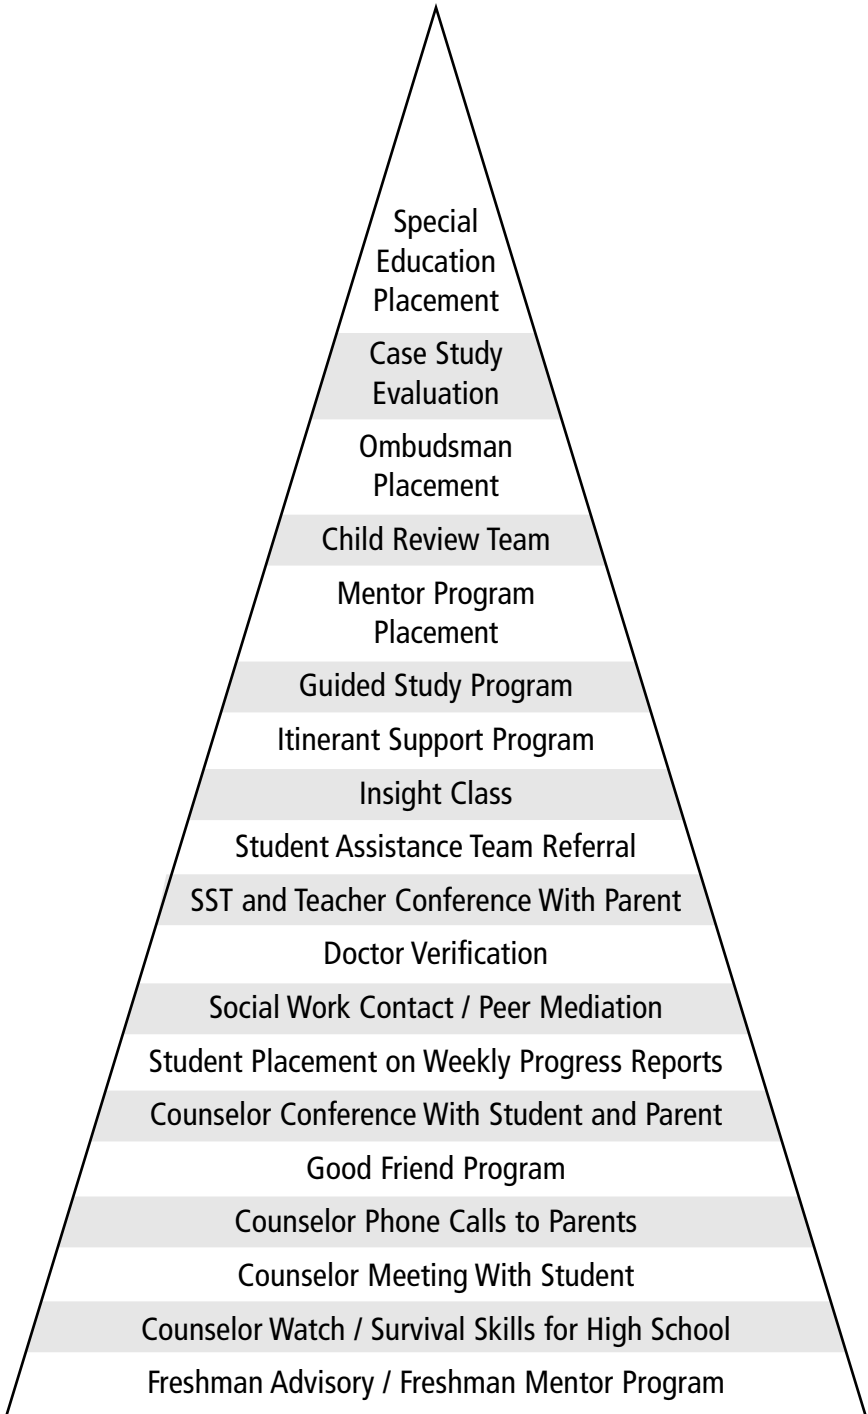 Special
Education
Placement
Case Study
Evaluation
Ombudsman
Placement
Child Review Team
Mentor Program
Placement
Guided Study Program
Itinerant Support Program
Insight Class
Student Assistance Team Referral
SST and Teacher Conference With Parent
Doctor Verification
Social Work Contact / Peer Mediation
Student Placement on Weekly Progress Reports
Counselor Conference With Student and Parent
Good Friend Program
Counselor Phone Calls to Parents
Counselor Meeting With Student
Counselor Watch / Survival Skills for High School
Freshman Advisory / Freshman Mentor Program